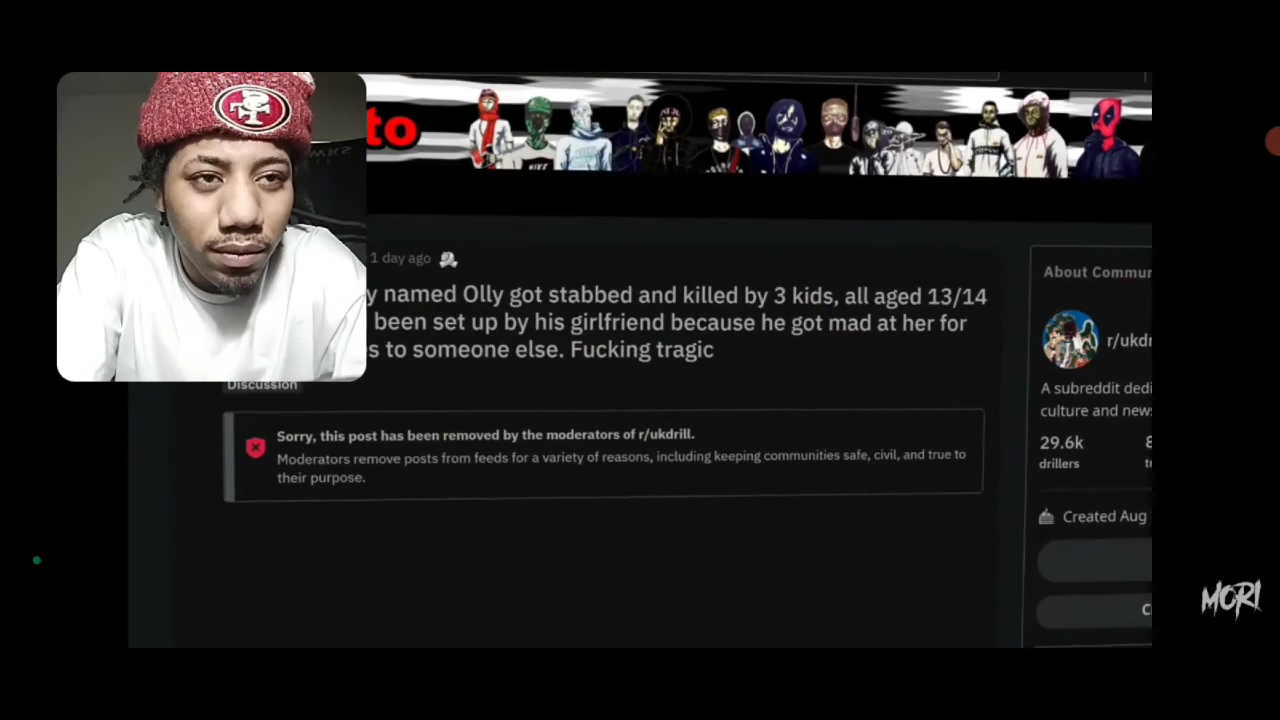 to
1 day ago
y named Olly got stabbed and killed by 3 kids, all aged 13/14
been set up by his girlfriend because he got mad at her for
s to someone else. Fucking tragic
Discussion
Sorry, this post has been removed by the moderators of r/ukdrill.
Moderators remove posts from feeds for a variety of reasons, including keeping communities safe, civil, and true to
their purpose.
About Commun
r/ukdr
A subreddit dedi
culture and news
29.6k
drillers
Created Aug
MORI